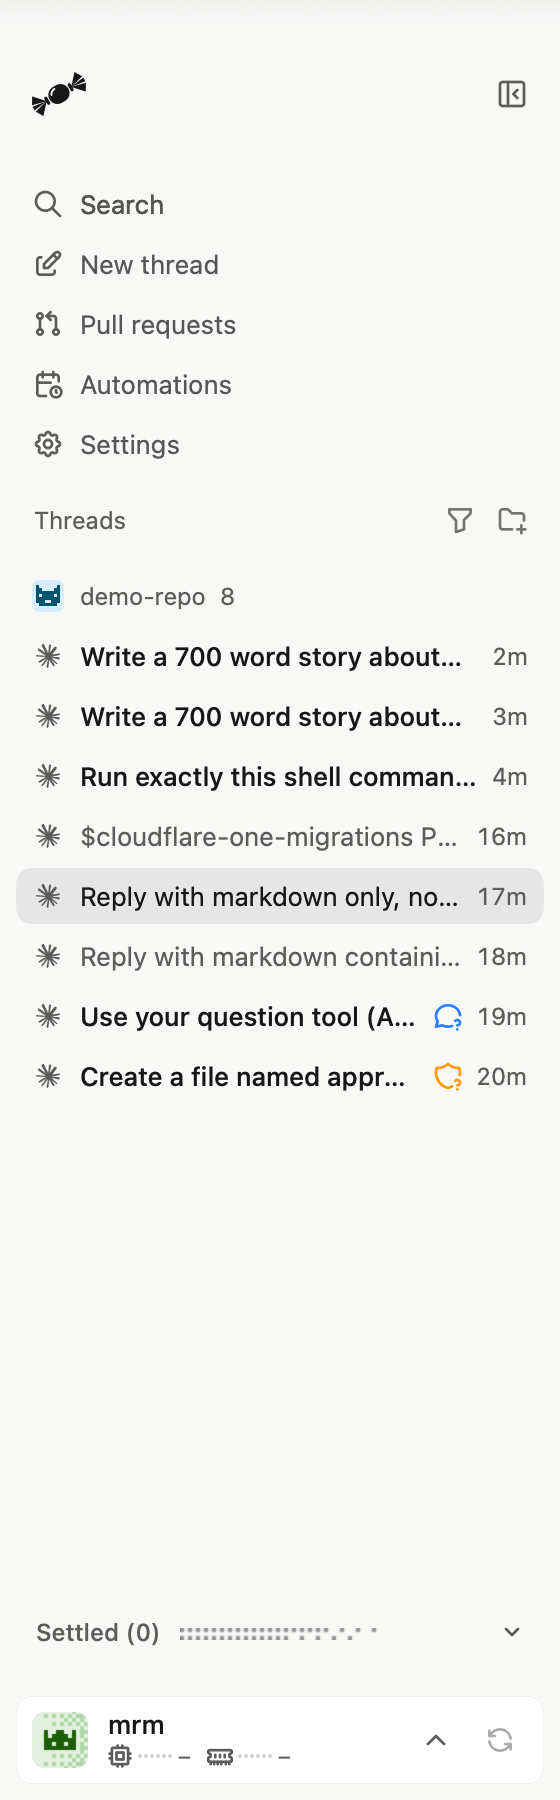 Search
New thread
Pull requests
Automations
Settings
Threads
demo-repo 8
Write a 700 word story about... 2m
Write a 700 word story about... 3m
Run exactly this shell comman... 4m
$cloudflare-one-migrations P... 16m
Reply with markdown only, no... 17m
Reply with markdown containi... 18m
Use your question tool (A... 19m
Create a file named appr... 20m
Settled (0)
mrm
– –